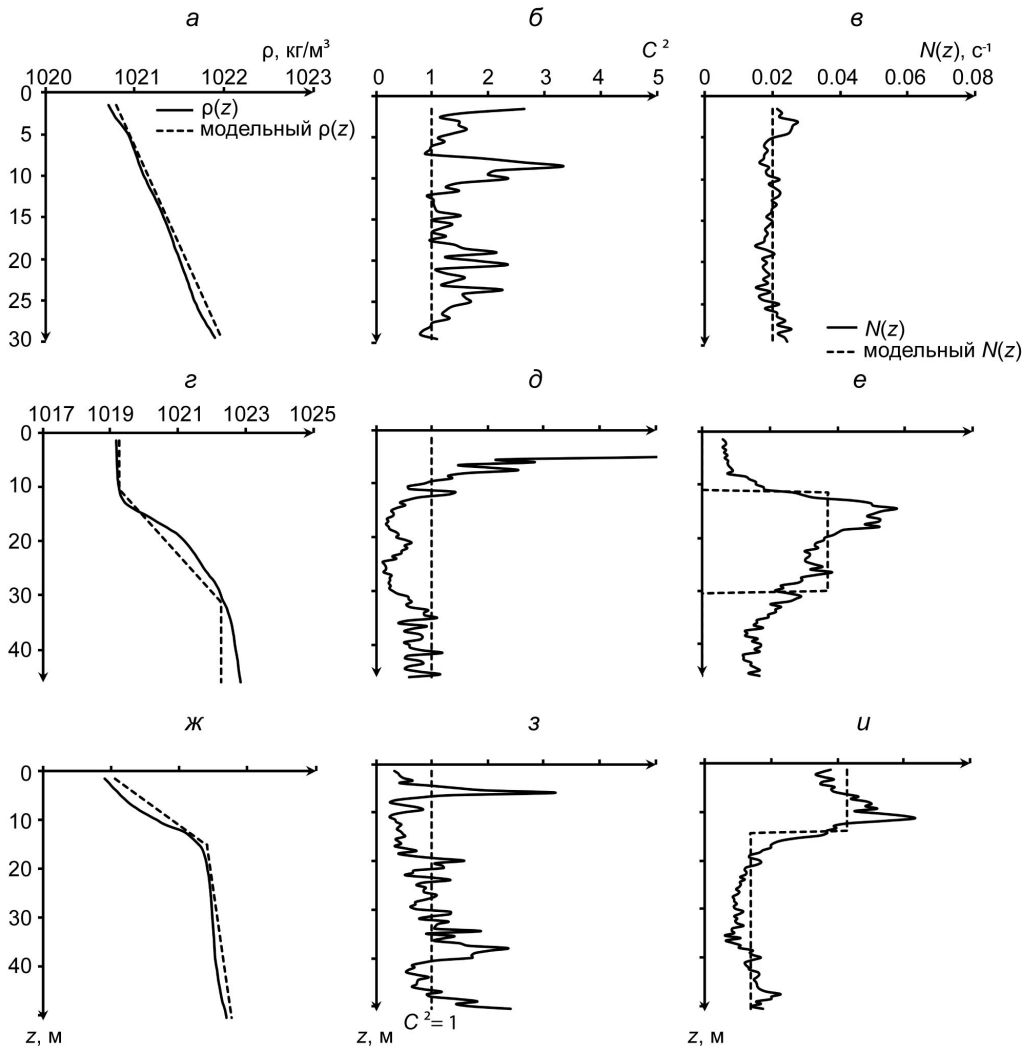 а б в
ρ, кг/м³ C ² N(z), с⁻¹
1020 1021 1022 1023 0 1 2 3 4 5 0 0.02 0.04 0.06 0.08
0
ρ(z)
модельный ρ(z)
5
10
15
20
25
N(z)
30
модельный N(z)
г д е
1017 1019 1021 1023 1025
0
10
20
30
40
ж з и
0
10
20
30
40
C ²= 1
z, м z, м z, м